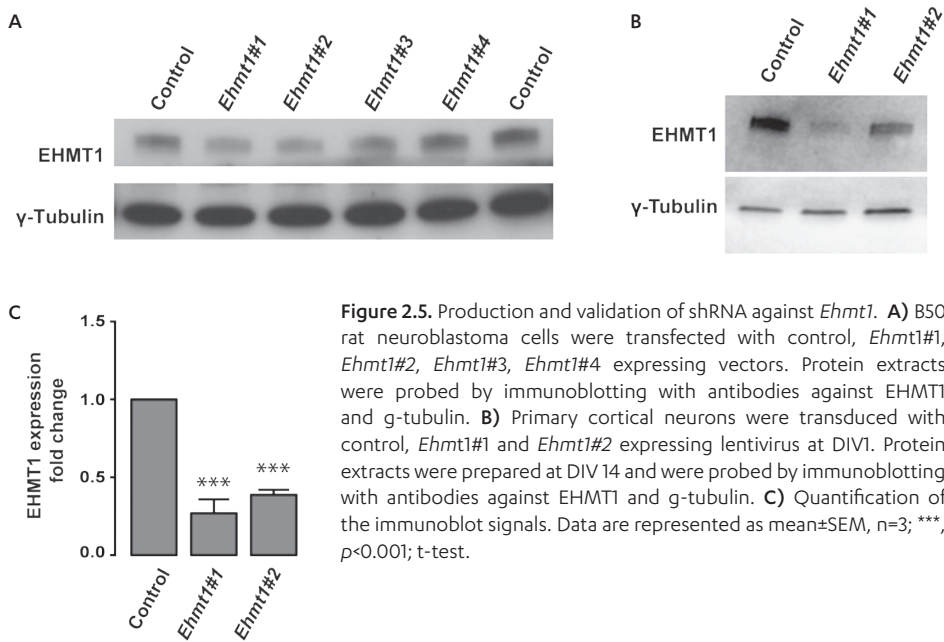 A
Control
Ehmt1#1
Ehmt1#2
Ehmt1#3
Ehmt1#4
Control
EHMT1
γ-Tubulin
B
Control
Ehmt1#1
Ehmt1#2
EHMT1
γ-Tubulin
C
1.5
1.0
0.5
0.0
EHMT1 expression
fold change
***
***
Control
Ehmt1#1
Ehmt1#2
Figure 2.5. Production and validation of shRNA against Ehmt1. A) B50
rat neuroblastoma cells were transfected with control, Ehmt1#1,
Ehmt1#2, Ehmt1#3, Ehmt1#4 expressing vectors. Protein extracts
were probed by immunoblotting with antibodies against EHMT1
and g-tubulin. B) Primary cortical neurons were transduced with
control, Ehmt1#1 and Ehmt1#2 expressing lentivirus at DIV1. Protein
extracts were prepared at DIV 14 and were probed by immunoblotting
with antibodies against EHMT1 and g-tubulin. C) Quantification of
the immunoblot signals. Data are represented as mean±SEM, n=3; ***,
p<0.001; t-test.